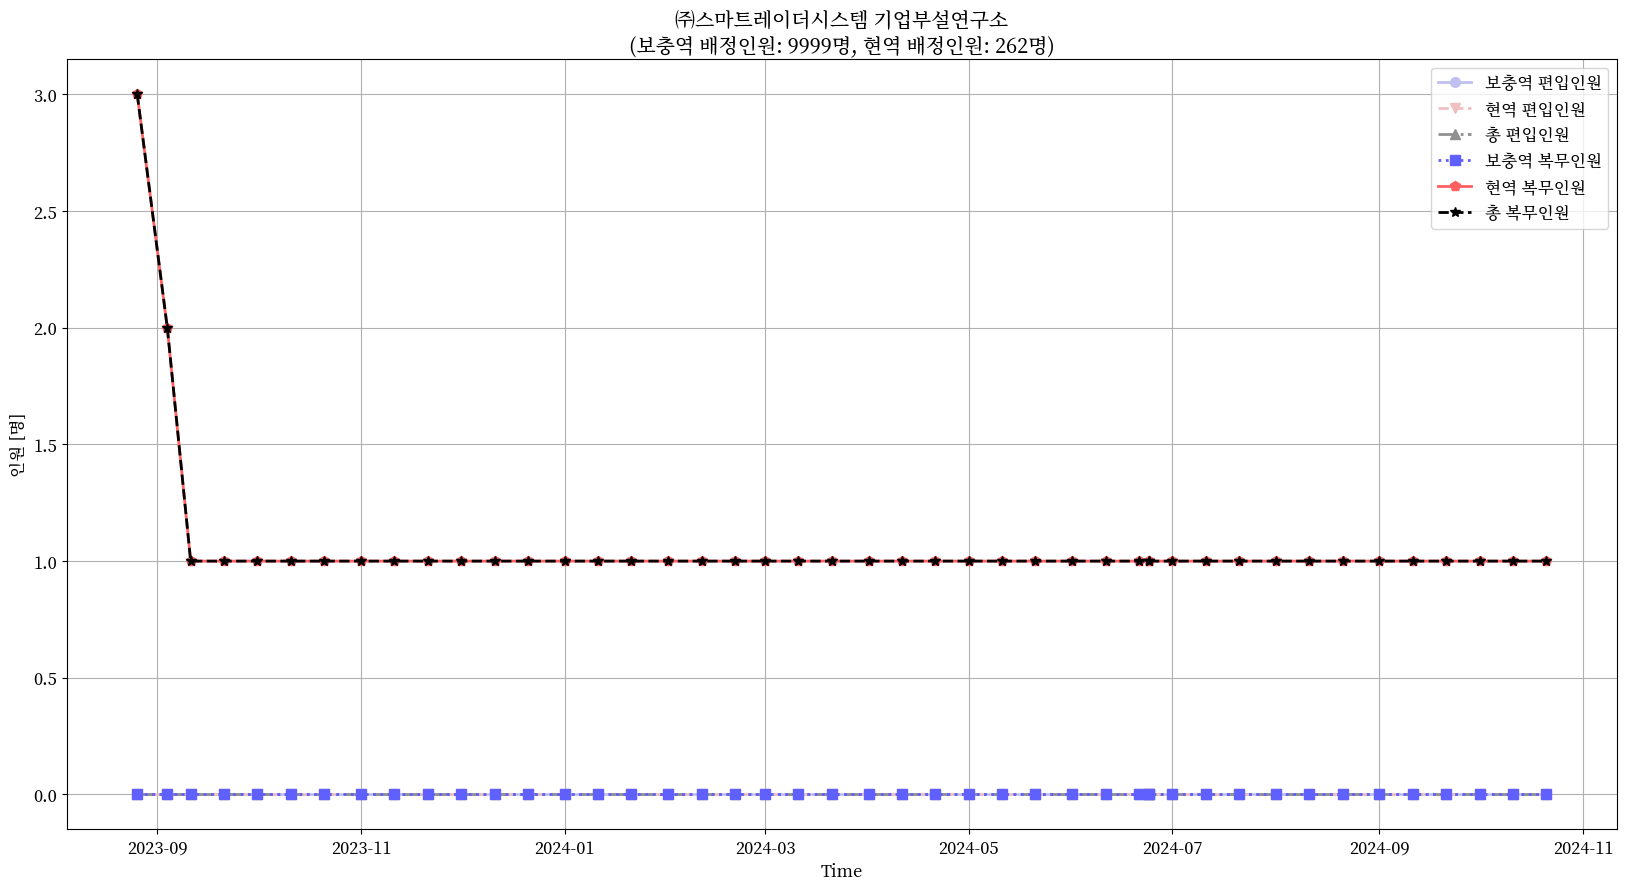 ㈜스마트레이더시스템 기업부설연구소
(보충역 배정인원: 9999명, 현역 배정인원: 262명)
보충역 편입인원
현역 편입인원
총 편입인원
보충역 복무인원
현역 복무인원
총 복무인원
인원 [명]
3.0
2.5
2.0
1.5
1.0
0.5
0.0
2023-09
2023-11
2024-01
2024-03
2024-05
2024-07
2024-09
2024-11
Time